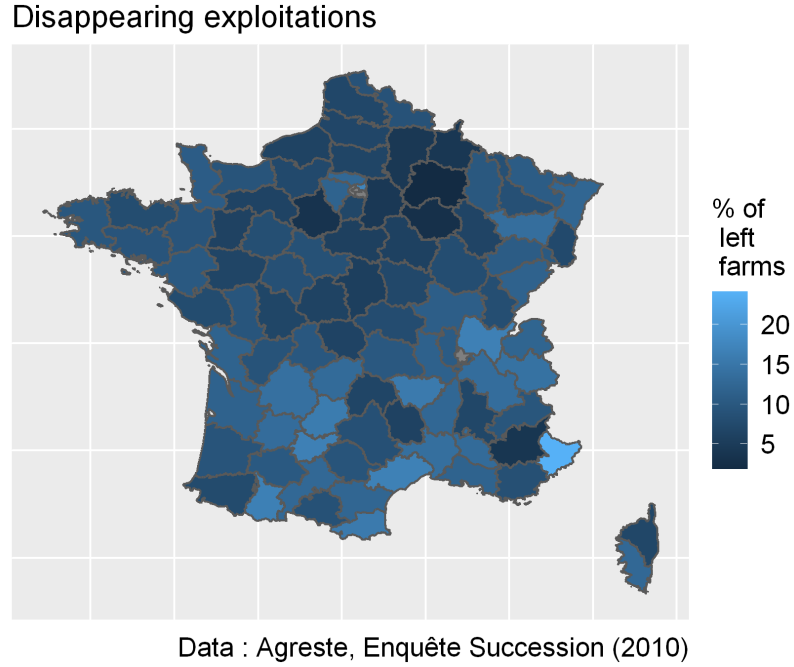 Disappearing exploitations
% of
left
farms
20
15
10
5
Data : Agreste, Enquête Succession (2010)